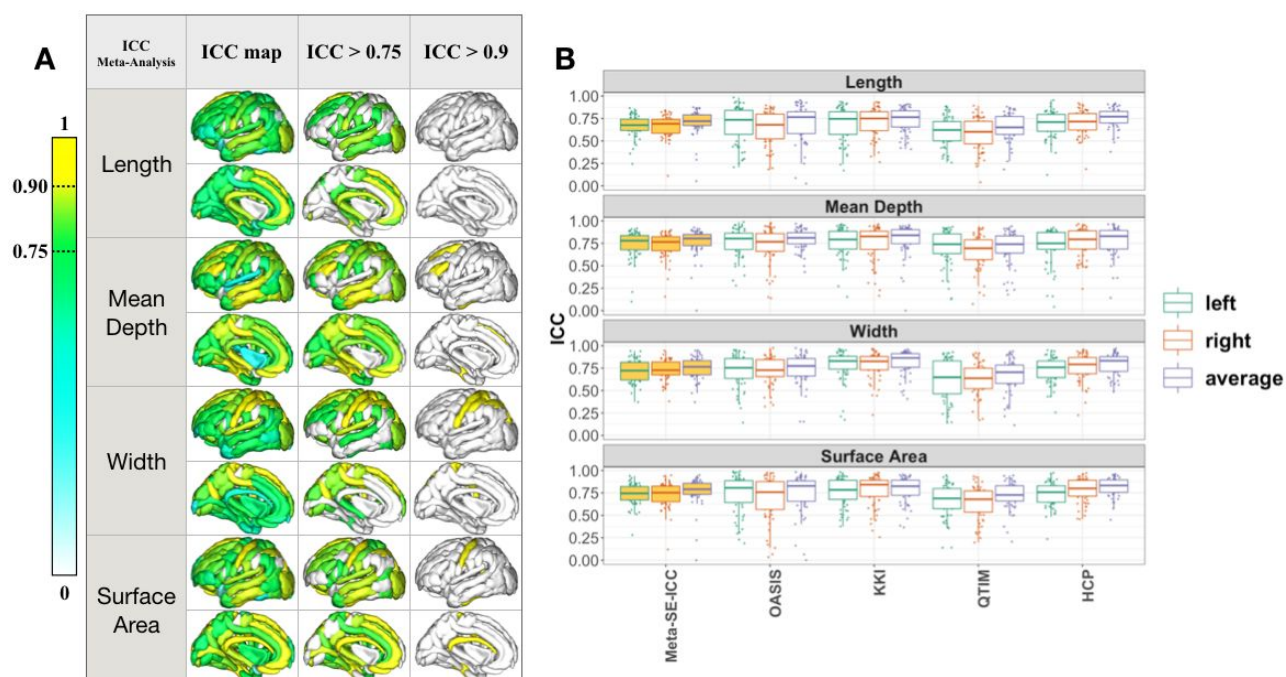 A
ICC
Meta-Analysis
ICC map
ICC > 0.75
ICC > 0.9
1
0.90
0.75
0
Length
Mean
Depth
Width
Surface
Area
B
ICC
Length
1.00
0.75
0.50
0.25
0.00
Mean Depth
1.00
0.75
0.50
0.25
0.00
Width
1.00
0.75
0.50
0.25
0.00
Surface Area
1.00
0.75
0.50
0.25
0.00
Meta-SE-ICC
OASIS
KKI
QTIM
HCP
left
right
average